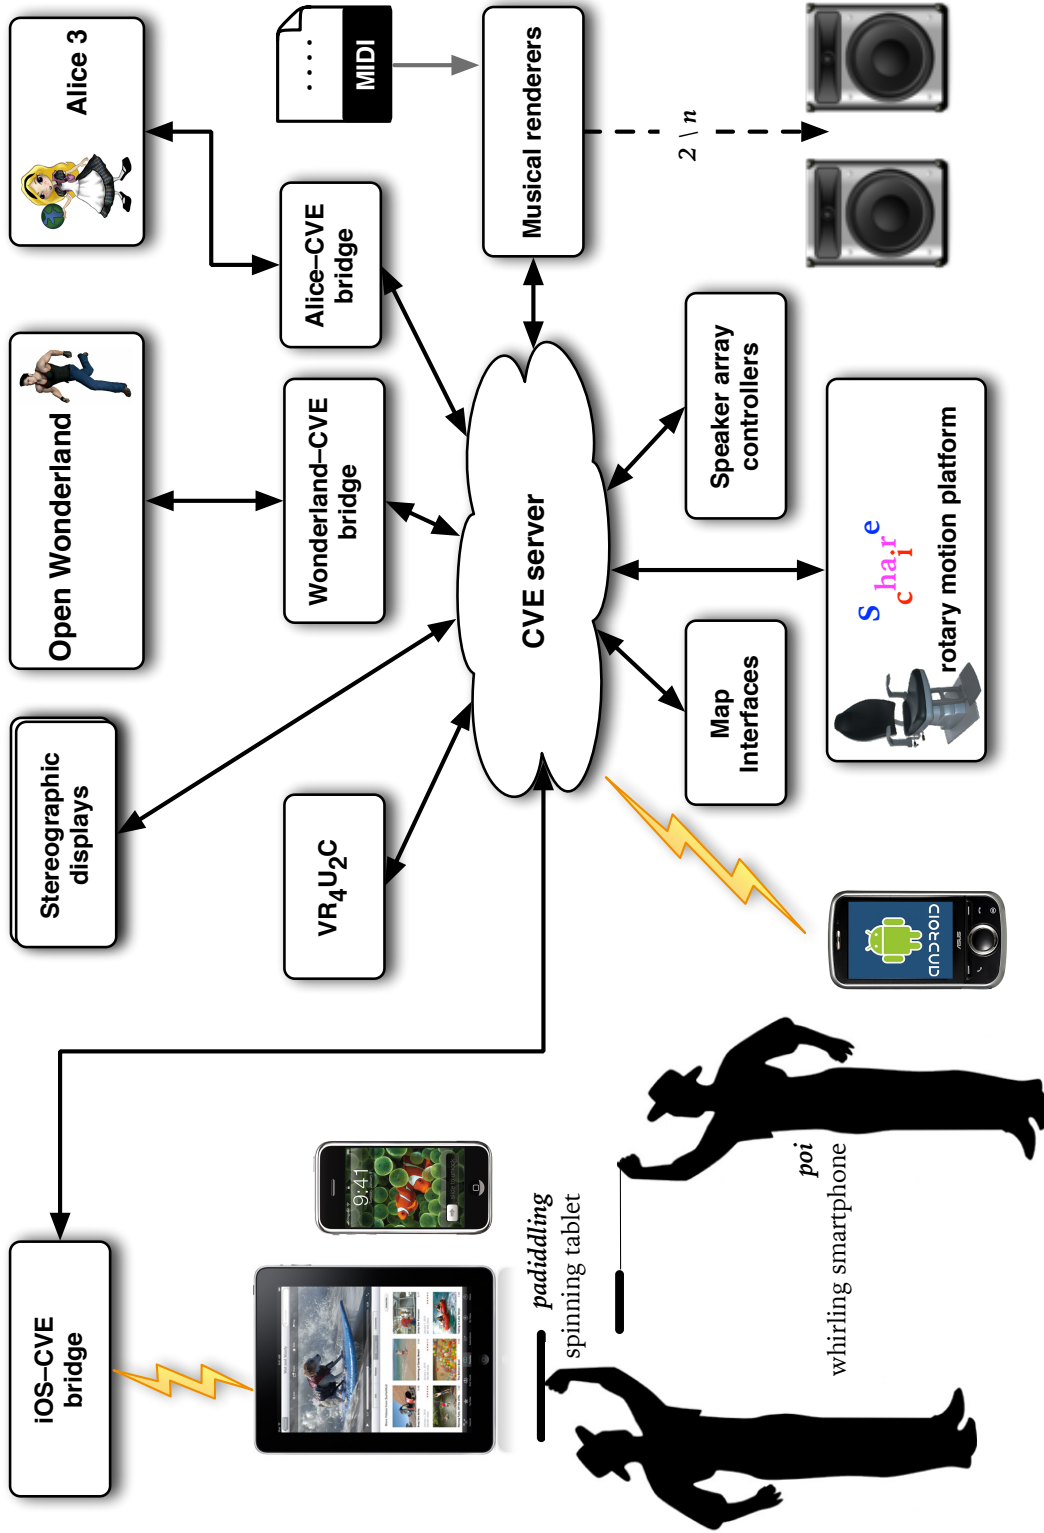 iOS–CVE
bridge
Stereographic
displays
Open Wonderland
Alice 3
VR4U2C
Wonderland–CVE
bridge
Alice–CVE
bridge
MIDI
9:41
CVE server
Musical renderers
2 \ n
padiddling
spinning tablet
Map
Interfaces
Speaker array
controllers
poi
whirling smartphone
ANDROID
ASUS
Schaire
rotary motion platform